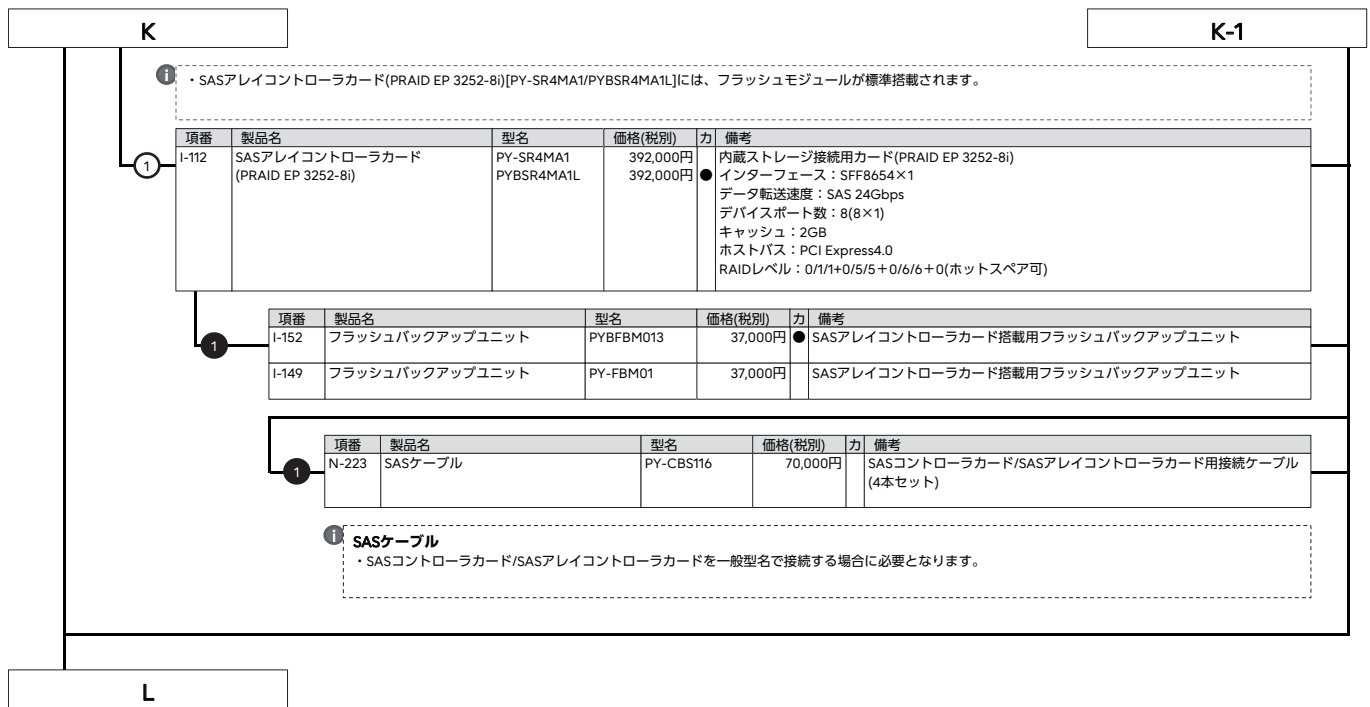 K
K-1
・SASアレイコントローラカード(PRAID EP 3252-8i)[PY-SR4MA1/PYBSR4MA1L]には、フラッシュモジュールが標準搭載されます。
項番 製品名 型名 価格(税別) カ 備考
1 I-112 SASアレイコントローラカード PY-SR4MA1 392,000円 内蔵ストレージ接続用カード(PRAID EP 3252-8i)
(PRAID EP 3252-8i) PYBSR4MA1L 392,000円 ● インターフェース：SFF8654×1
データ転送速度：SAS 24Gbps
デバイスポート数：8(8×1)
キャッシュ：2GB
ホストバス：PCI Express4.0
RAIDレベル：0/1/1+0/5/5＋0/6/6＋0(ホットスペア可)
項番 製品名 型名 価格(税別) カ 備考
1 I-152 フラッシュバックアップユニット PYBFBM013 37,000円 ● SASアレイコントローラカード搭載用フラッシュバックアップユニット
I-149 フラッシュバックアップユニット PY-FBM01 37,000円 SASアレイコントローラカード搭載用フラッシュバックアップユニット
項番 製品名 型名 価格(税別) カ 備考
1 N-223 SASケーブル PY-CBS116 70,000円 SASコントローラカード/SASアレイコントローラカード用接続ケーブル
(4本セット)
SASケーブル
・SASコントローラカード/SASアレイコントローラカードを一般型名で接続する場合に必要となります。
L